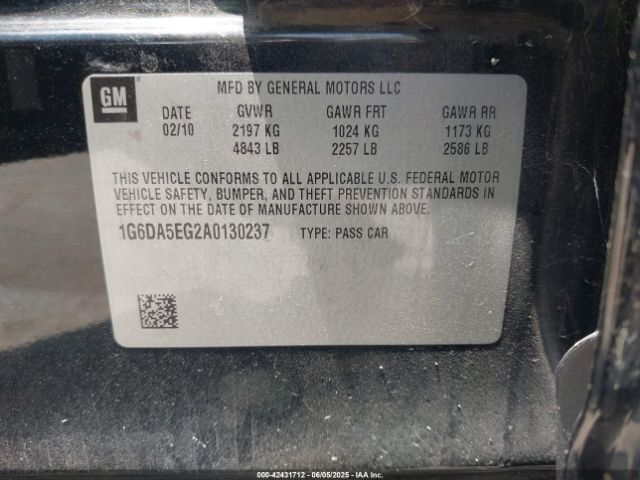 GM
MFD BY GENERAL MOTORS LLC
DATE GVWR GAWR FRT GAWR RR
02/10 2197 KG 1024 KG 1173 KG
4843 LB 2257 LB 2586 LB
THIS VEHICLE CONFORMS TO ALL APPLICABLE U.S. FEDERAL MOTOR
VEHICLE SAFETY, BUMPER, AND THEFT PREVENTION STANDARDS IN
EFFECT ON THE DATE OF MANUFACTURE SHOWN ABOVE.
1G6DA5EG2A0130237 TYPE: PASS CAR
000-42431712 - 06/05/2025 - IAA Inc.